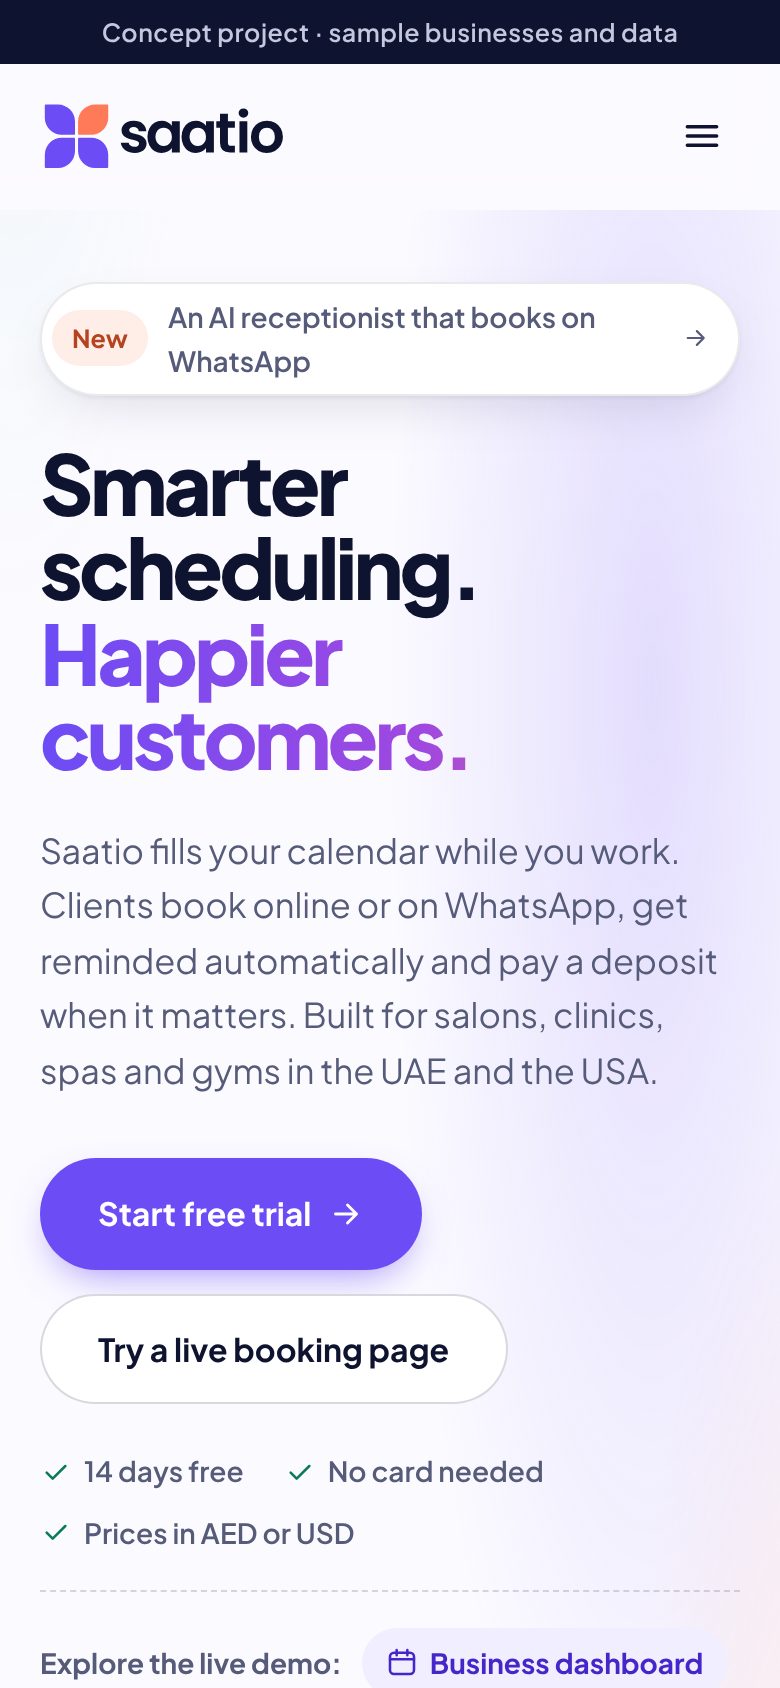 Concept project · sample businesses and data
saatio
New
An AI receptionist that books on
WhatsApp
Smarter
scheduling.
Happier
customers.
Saatio fills your calendar while you work.
Clients book online or on WhatsApp, get
reminded automatically and pay a deposit
when it matters. Built for salons, clinics,
spas and gyms in the UAE and the USA.
Start free trial
Try a live booking page
14 days free
No card needed
Prices in AED or USD
Explore the live demo:
Business dashboard